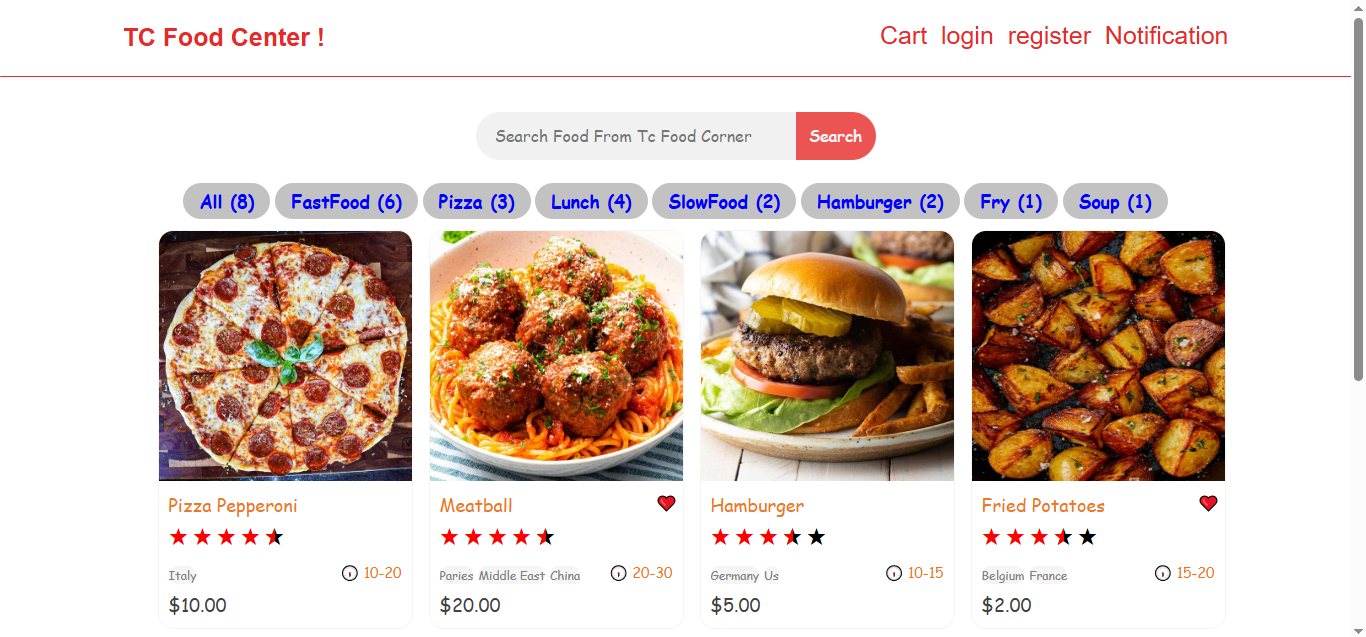 TC Food Center !
Cart login register Notification
Search Food From Tc Food Corner
Search
All (8) FastFood (6) Pizza (3) Lunch (4) SlowFood (2) Hamburger (2) Fry (1) Soup (1)
Pizza Pepperoni
Italy
10-20
$10.00
Meatball
Paries Middle East China
20-30
$20.00
Hamburger
Germany Us
10-15
$5.00
Fried Potatoes
Belgium France
15-20
$2.00